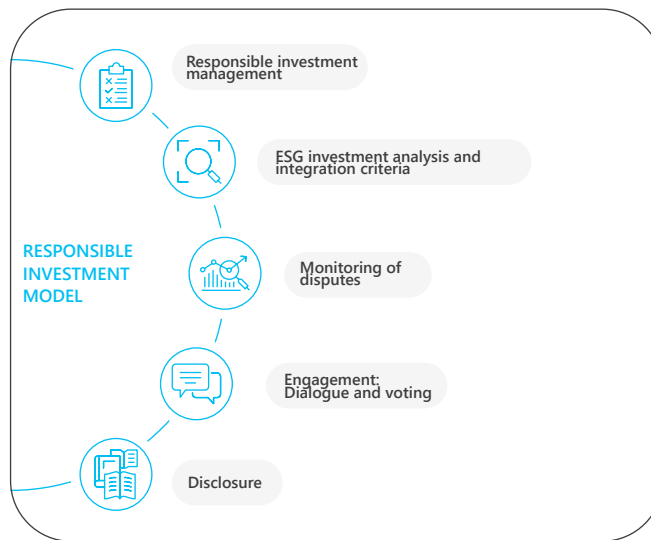 Responsible investment
management
ESG investment analysis and
integration criteria
RESPONSIBLE
INVESTMENT
MODEL
Monitoring of
disputes
Engagement:
Dialogue and voting
Disclosure